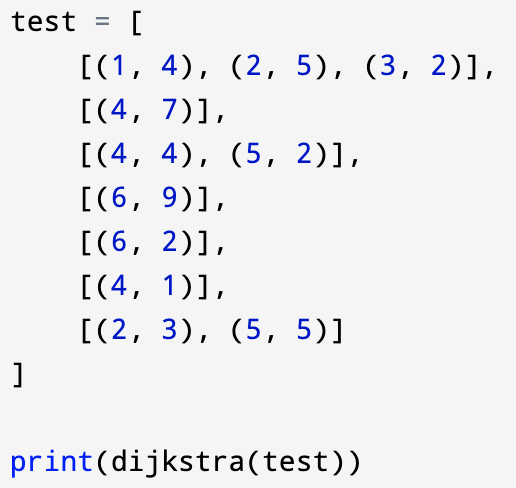 test = [
    [(1, 4), (2, 5), (3, 2)],
    [(4, 7)],
    [(4, 4), (5, 2)],
    [(6, 9)],
    [(6, 2)],
    [(4, 1)],
    [(2, 3), (5, 5)]
]
print(dijkstra(test))